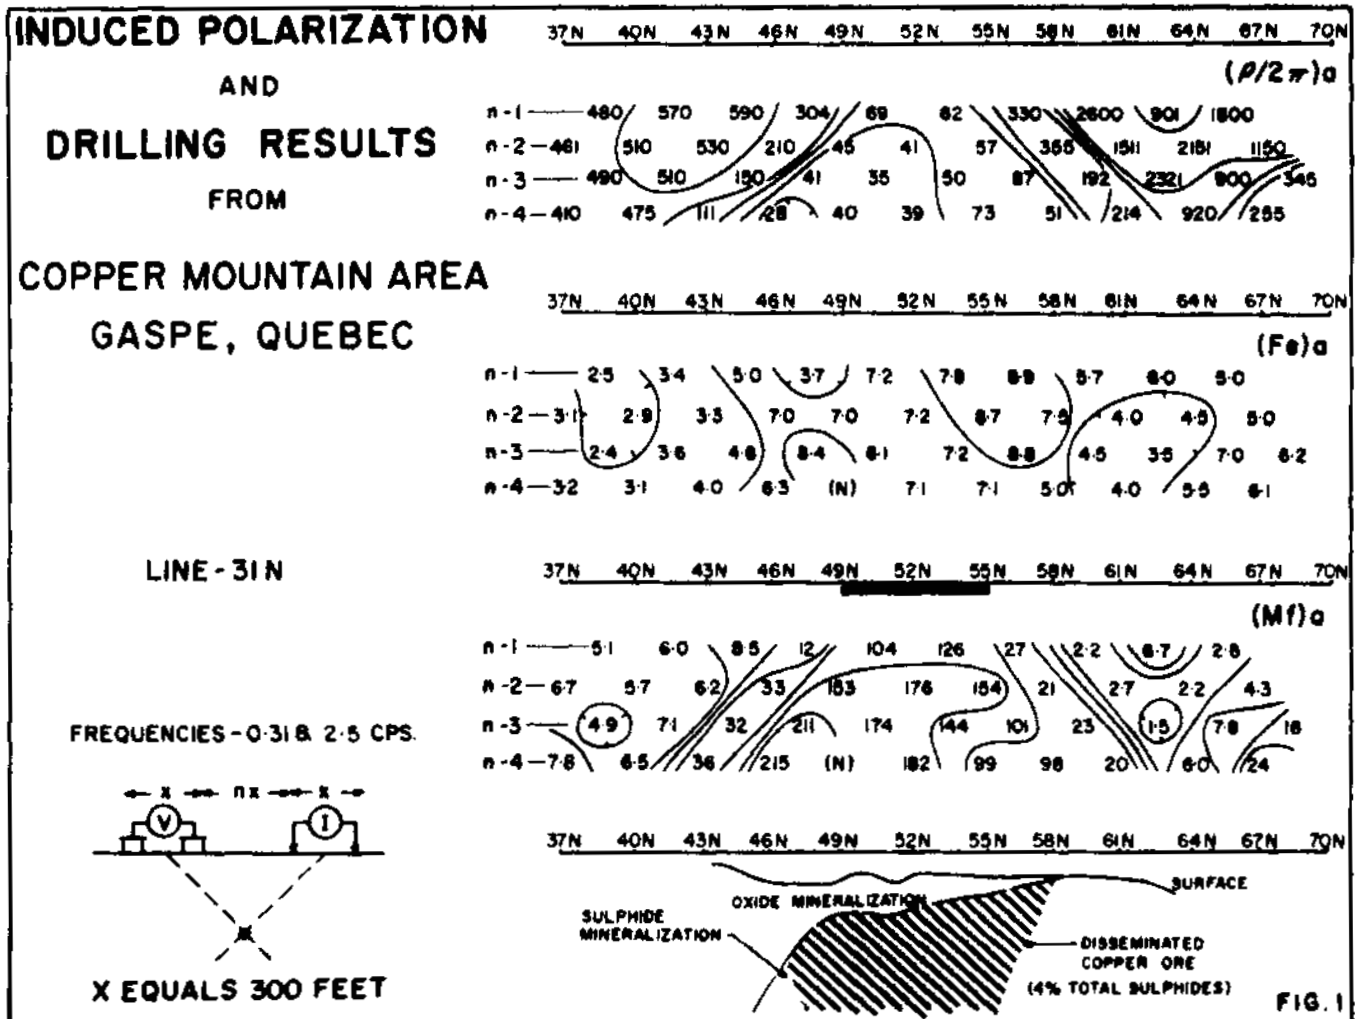 INDUCED POLARIZATION
AND
DRILLING RESULTS
FROM
COPPER MOUNTAIN AREA
GASPE, QUEBEC
LINE - 31 N
FREQUENCIES - 0·31 & 2·5 CPS.
x nx x
V I
X EQUALS 300 FEET
37N 40N 43N 46N 49N 52N 55N 58N 61N 64N 67N 70N
(ρ/2π)a
n-1 480 570 590 304 69 62 330 2600 901 1800
n-2 461 510 530 210 45 41 57 365 1511 2151 1150
n-3 490 510 150 41 35 50 87 192 2321 900 345
n-4 410 475 111 28 40 39 73 51 214 920 255
37N 40N 43N 46N 49N 52N 55N 58N 61N 64N 67N 70N
(Fe)a
n-1 2·5 3·4 5·0 3·7 7·2 7·8 8·9 5·7 6·0 5·0
n-2 3·1 2·9 3·3 7·0 7·0 7·2 8·7 7·5 4·0 4·5 5·0
n-3 2·4 3·6 4·8 8·4 6·1 7·2 8·8 4·5 3·5 7·0 6·2
n-4 3·2 3·1 4·0 6·3 (N) 7·1 7·1 5·0 4·0 5·5 6·1
37N 40N 43N 46N 49N 52N 55N 58N 61N 64N 67N 70N
(Mf)a
n-1 5·1 6·0 8·5 12 104 126 27 2·2 6·7 2·8
n-2 6·7 5·7 6·2 33 153 176 154 21 2·7 2·2 4·3
n-3 4·9 7·1 32 211 174 144 101 23 1·5 7·8 18
n-4 7·8 6·5 36 215 (N) 182 99 98 20 6·0 24
37N 40N 43N 46N 49N 52N 55N 58N 61N 64N 67N 70N
SURFACE
OXIDE MINERALIZATION
SULPHIDE
MINERALIZATION
DISSEMINATED
COPPER ORE
(4% TOTAL SULPHIDES)
FIG. 1